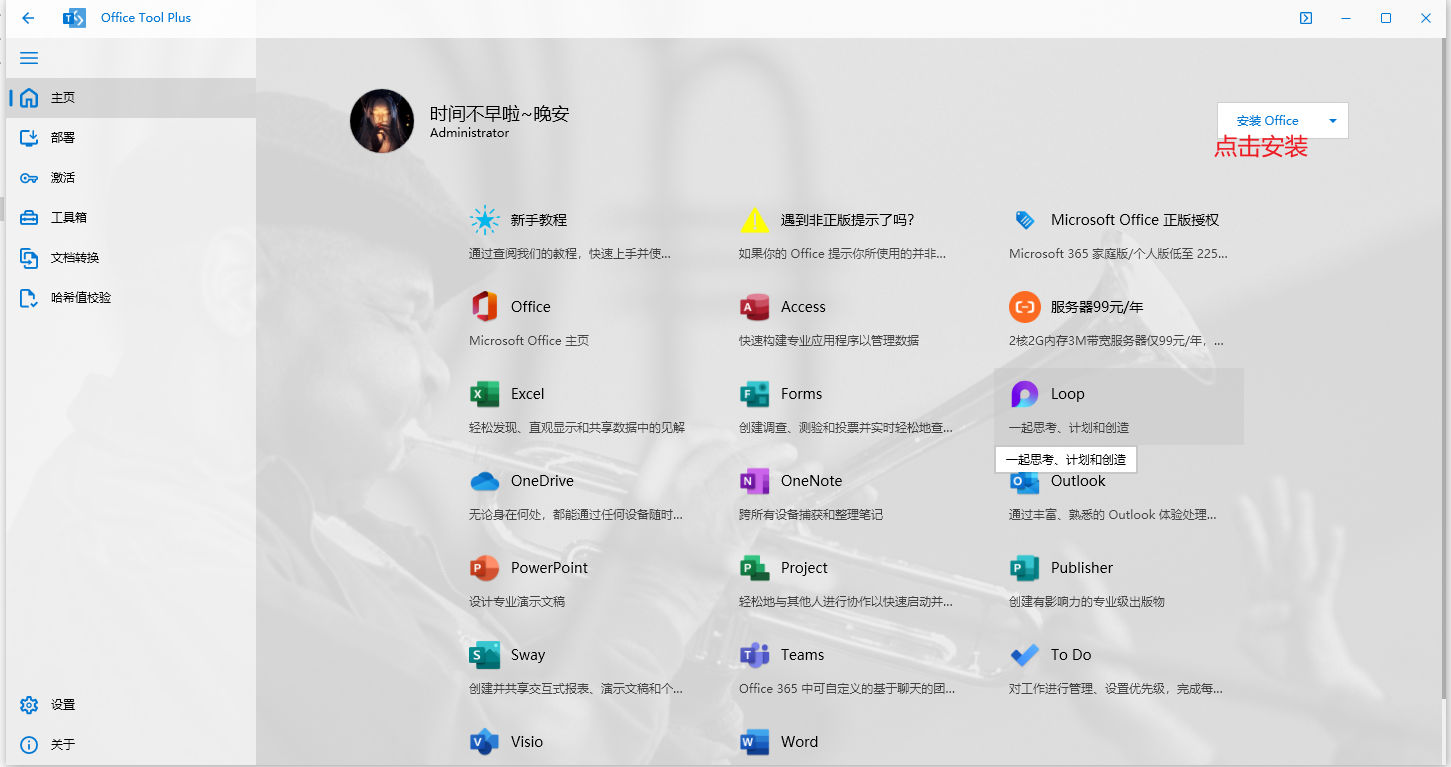 Office Tool Plus
主页
部署
激活
工具箱
文档转换
哈希值校验
设置
关于
时间不早啦~晚安
Administrator
安装 Office
点击安装
新手教程
通过查阅我们的教程，快速上手并使...
遇到非正版提示了吗?
如果你的 Office 提示你所使用的并非...
Microsoft Office 正版授权
Microsoft 365 家庭版/个人版低至 225...
Office
Microsoft Office 主页
Access
快速构建专业应用程序以管理数据
服务器99元/年
2核2G内存3M带宽服务器仅99元/年，...
Excel
轻松发现、直观显示和共享数据中的见解
Forms
创建调查、测验和投票并实时轻松地查...
Loop
一起思考、计划和创造
一起思考、计划和创造
OneDrive
无论身在何处，都能通过任何设备随时...
OneNote
跨所有设备捕获和整理笔记
Outlook
通过丰富、熟悉的 Outlook 体验处理...
PowerPoint
设计专业演示文稿
Project
轻松地与其他人进行协作以快速启动并...
Publisher
创建有影响力的专业级出版物
Sway
创建并共享交互式报表、演示文稿和个...
Teams
Office 365 中可自定义的基于聊天的团...
To Do
对工作进行管理、设置优先级，完成每...
Visio
Word